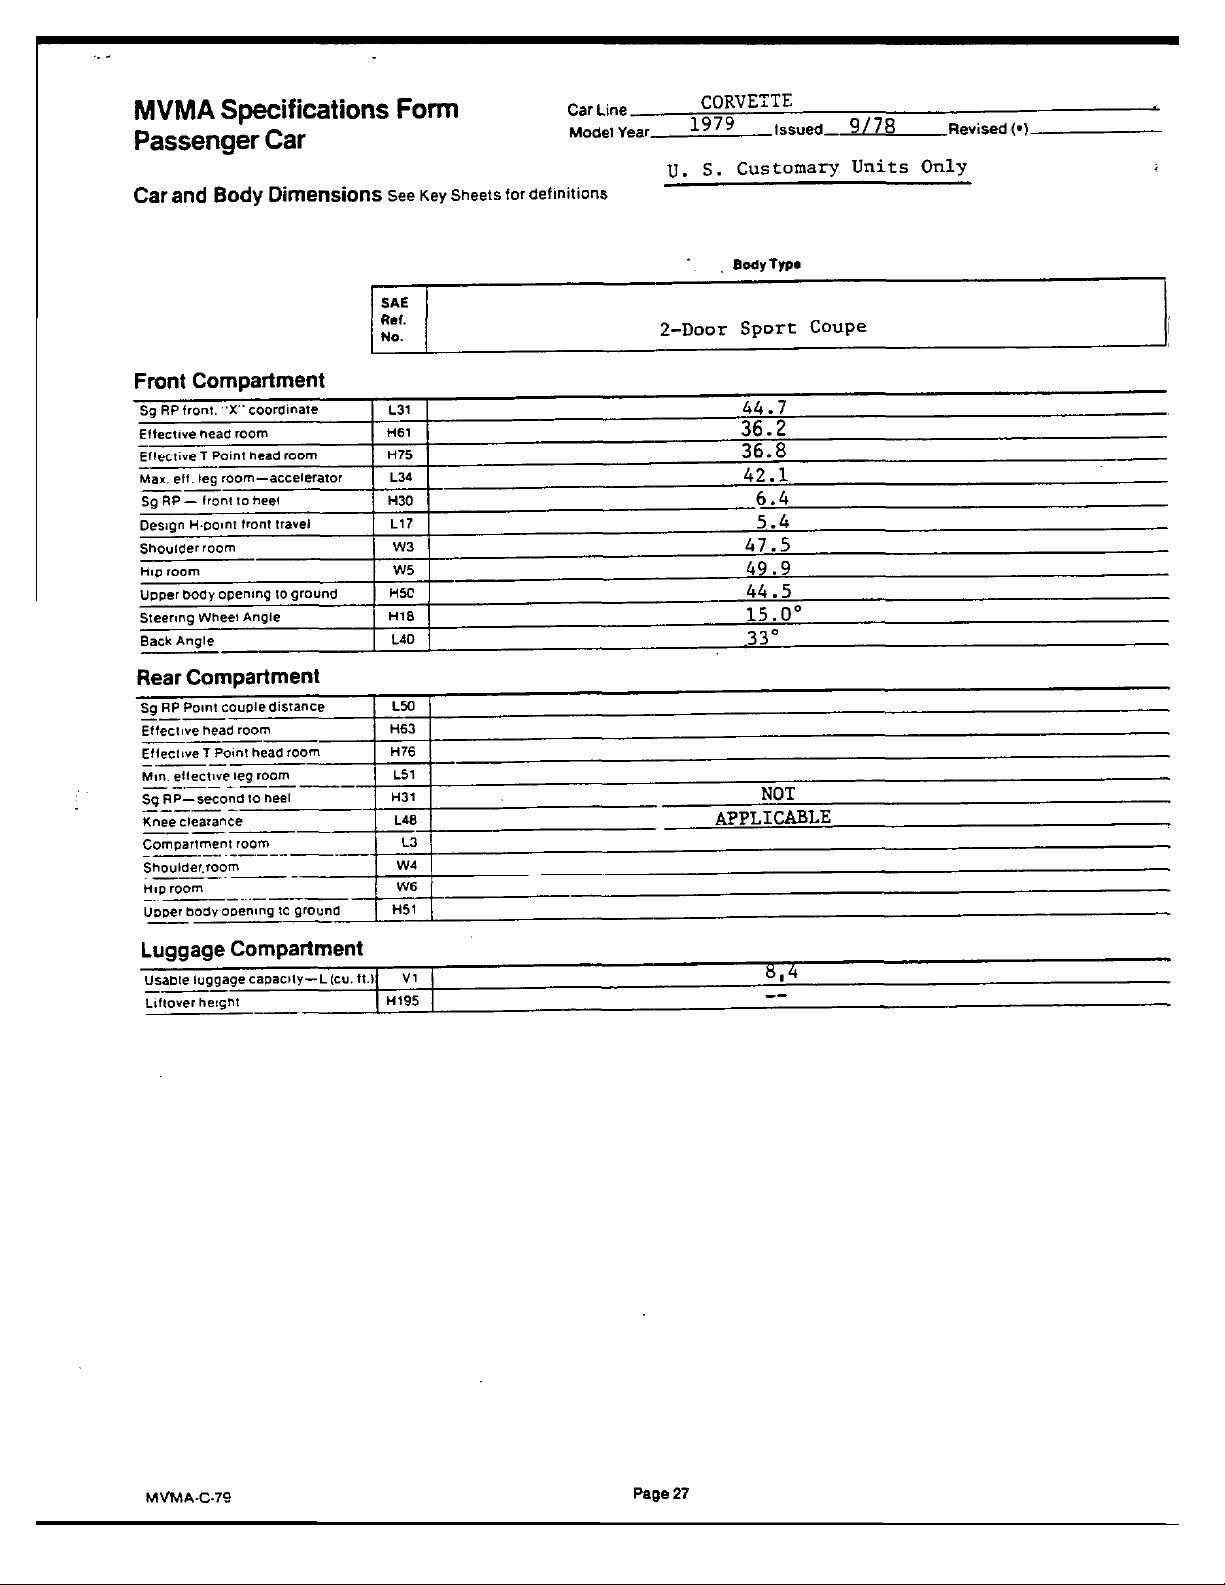 MVMA Specifications Form
Passenger Car
Car Line CORVETTE
Model Year 1979 Issued 9/78 Revised (•)
U. S. Customary Units Only
Car and Body Dimensions See Key Sheets for definitions
Body Type
SAE
Ref.
No.
2-Door Sport Coupe
Front Compartment
Sg RP front. "X" coordinate L31 44.7
Effective head room H61 36.2
Effective T Point head room H75 36.8
Max. eff. leg room—accelerator L34 42.1
Sg RP — front to heel H30 6.4
Design H-point front travel L17 5.4
Shoulder room W3 47.5
Hip room W5 49.9
Upper body opening to ground H50 44.5
Steering Wheel Angle H18 15.0°
Back Angle L40 33°
Rear Compartment
Sg RP Point couple distance L50
Effective head room H63
Effective T Point head room H76
Min. effective leg room L51
Sg RP—second to heel H31 NOT
Knee clearance L48 APPLICABLE
Compartment room L3
Shoulder room W4
Hip room W6
Upper body opening to ground H51
Luggage Compartment
Usable luggage capacity—L (cu. ft.) V1 8.4
Liftover height H195 --
MVMA-C-79
Page 27